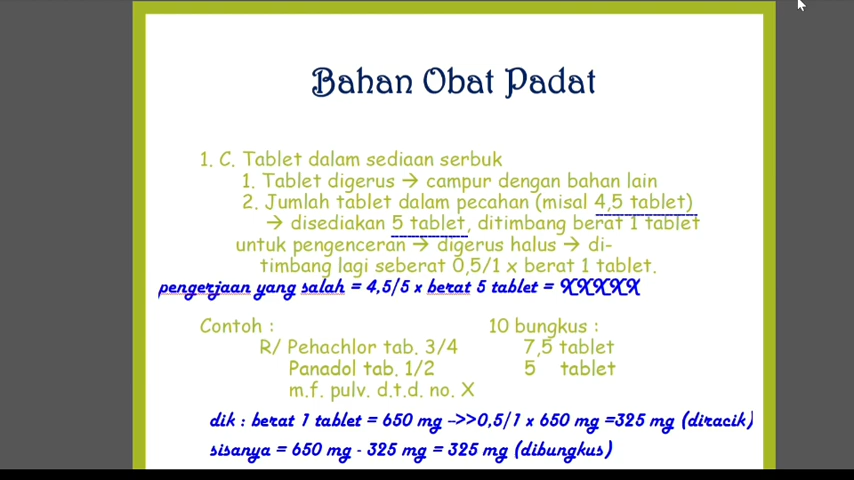 Bahan Obat Padat
1. C. Tablet dalam sediaan serbuk
1. Tablet digerus → campur dengan bahan lain
2. Jumlah tablet dalam pecahan (misal 4,5 tablet)
→ disediakan 5 tablet, ditimbang berat 1 tablet
untuk pengenceran → digerus halus → di-
timbang lagi seberat 0,5/1 x berat 1 tablet.
pengerjaan yang salah = 4,5/5 x berat 5 tablet = XXXXX
Contoh : 10 bungkus :
R/ Pehachlor tab. 3/4 7,5 tablet
Panadol tab. 1/2 5 tablet
m.f. pulv. d.t.d. no. X
dik : berat 1 tablet = 650 mg ->>0,5/1 x 650 mg =325 mg (diracik)
sisanya = 650 mg - 325 mg = 325 mg (dibungkus)